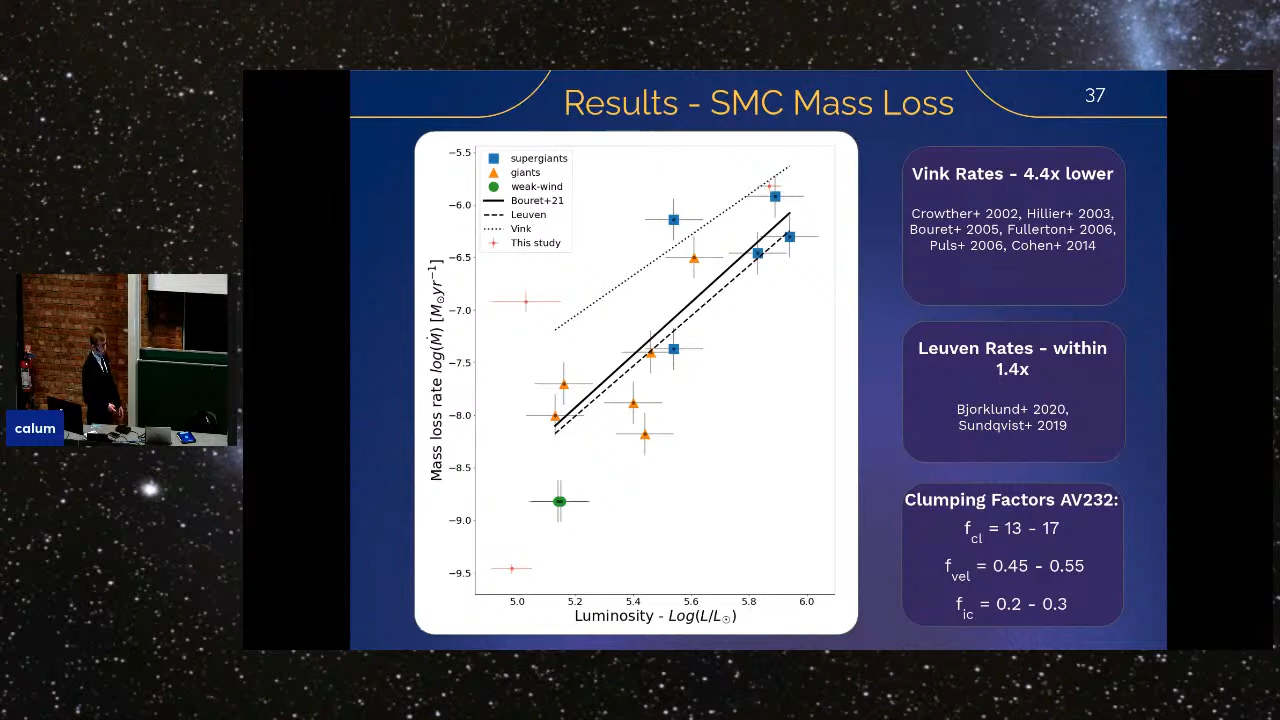 Results - SMC Mass Loss
37
supergiants
giants
weak-wind
Bouret+21
Leuven
Vink
This study
−5.5
−6.0
−6.5
−7.0
−7.5
−8.0
−8.5
−9.0
−9.5
Mass loss rate log(Ṁ) [M⊙yr⁻¹]
5.0 5.2 5.4 5.6 5.8 6.0
Luminosity - Log(L/L⊙)
Vink Rates - 4.4x lower
Crowther+ 2002, Hillier+ 2003,
Bouret+ 2005, Fullerton+ 2006,
Puls+ 2006, Cohen+ 2014
Leuven Rates - within
1.4x
Bjorklund+ 2020,
Sundqvist+ 2019
Clumping Factors AV232:
fcl = 13 - 17
fvel = 0.45 - 0.55
fic = 0.2 - 0.3
calum